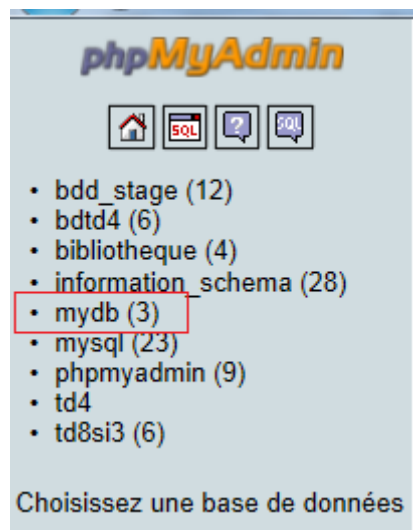 phpMyAdmin
SQL ? SQL
bdd_stage (12)
bdtd4 (6)
bibliotheque (4)
information_schema (28)
mydb (3)
mysql (23)
phpmyadmin (9)
td4
td8si3 (6)
Choisissez une base de données